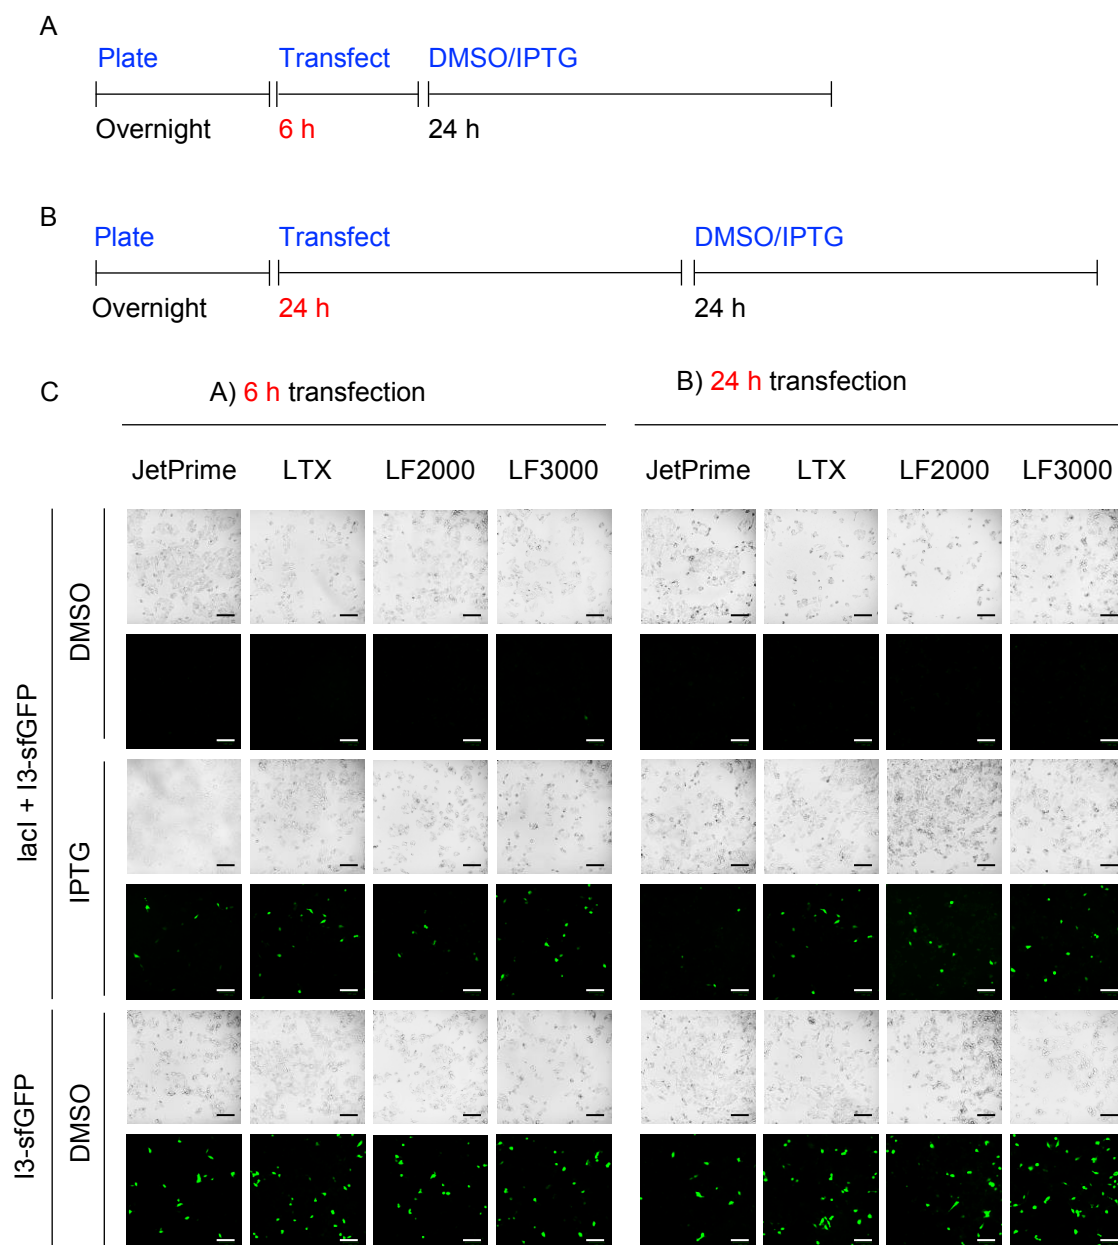 A
Plate Transfect DMSO/IPTG
Overnight 6 h 24 h
B
Plate Transfect DMSO/IPTG
Overnight 24 h 24 h
C A) 6 h transfection B) 24 h transfection
JetPrime LTX LF2000 LF3000 JetPrime LTX LF2000 LF3000
lacI + I3-sfGFP
DMSO
IPTG
I3-sfGFP
DMSO